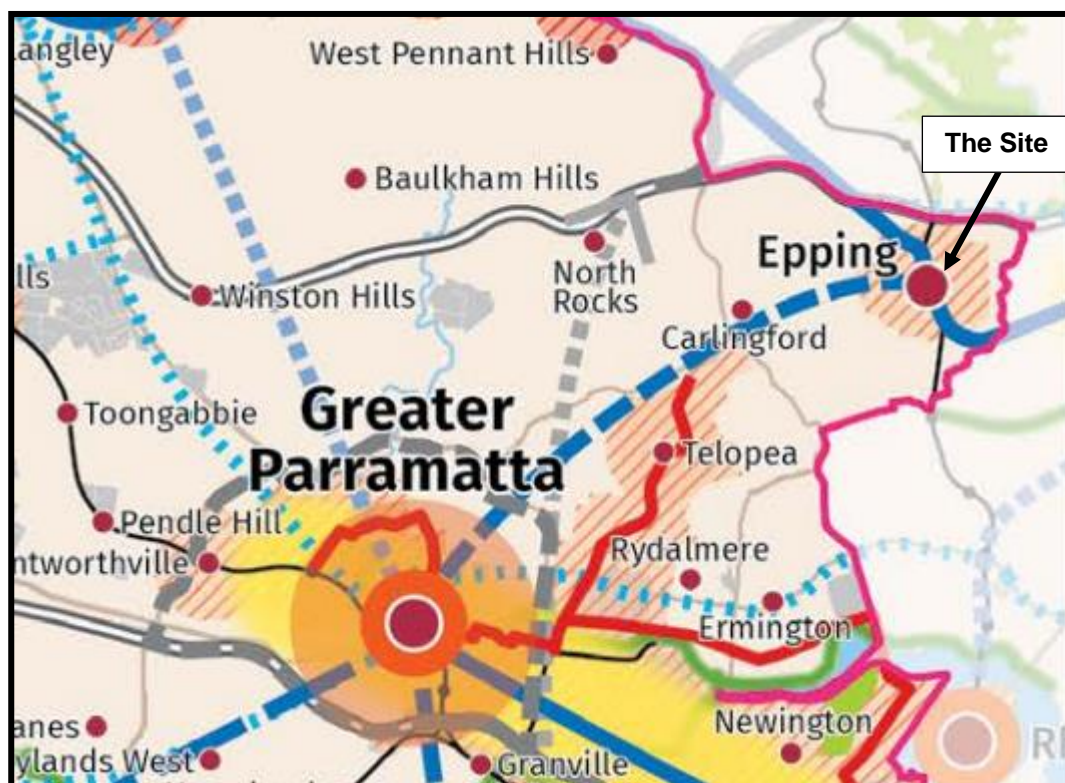 angley
West Pennant Hills
The Site
Baulkham Hills
Epping
North
Rocks
lls
Winston Hills
Carlingford
Greater
Parramatta
Toongabbie
Telopea
Pendle Hill
Rydalmere
ntworthville
Ermington
Newington
anes
ylands West
Granville